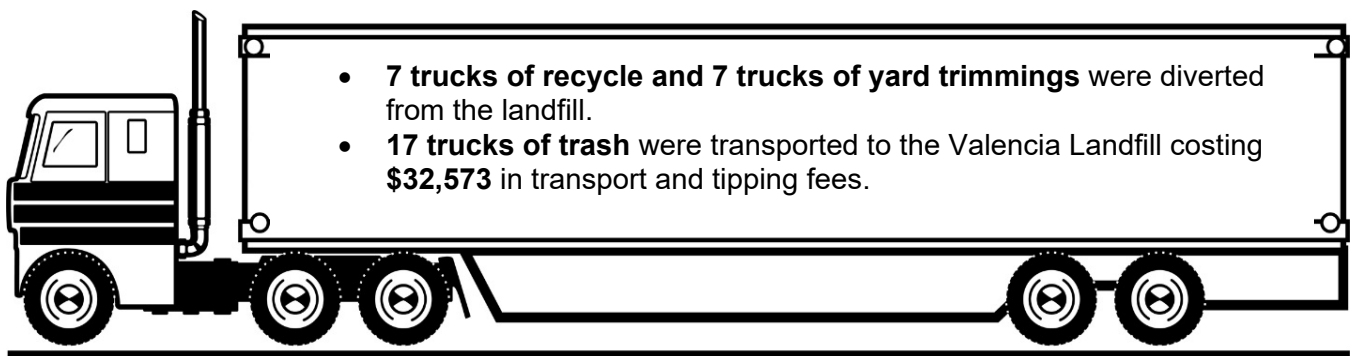 • 7 trucks of recycle and 7 trucks of yard trimmings were diverted
from the landfill.
• 17 trucks of trash were transported to the Valencia Landfill costing
$32,573 in transport and tipping fees.